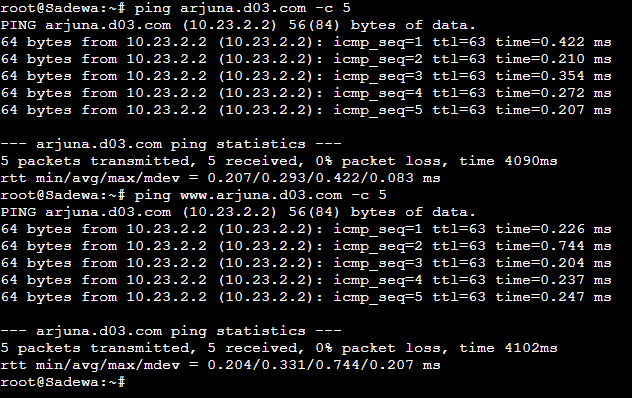 root@Sadewa:~# ping arjuna.d03.com -c 5
PING arjuna.d03.com (10.23.2.2) 56(84) bytes of data.
64 bytes from 10.23.2.2 (10.23.2.2): icmp_seq=1 ttl=63 time=0.422 ms
64 bytes from 10.23.2.2 (10.23.2.2): icmp_seq=2 ttl=63 time=0.210 ms
64 bytes from 10.23.2.2 (10.23.2.2): icmp_seq=3 ttl=63 time=0.354 ms
64 bytes from 10.23.2.2 (10.23.2.2): icmp_seq=4 ttl=63 time=0.272 ms
64 bytes from 10.23.2.2 (10.23.2.2): icmp_seq=5 ttl=63 time=0.207 ms

--- arjuna.d03.com ping statistics ---
5 packets transmitted, 5 received, 0% packet loss, time 4090ms
rtt min/avg/max/mdev = 0.207/0.293/0.422/0.083 ms
root@Sadewa:~# ping www.arjuna.d03.com -c 5
PING arjuna.d03.com (10.23.2.2) 56(84) bytes of data.
64 bytes from 10.23.2.2 (10.23.2.2): icmp_seq=1 ttl=63 time=0.226 ms
64 bytes from 10.23.2.2 (10.23.2.2): icmp_seq=2 ttl=63 time=0.744 ms
64 bytes from 10.23.2.2 (10.23.2.2): icmp_seq=3 ttl=63 time=0.204 ms
64 bytes from 10.23.2.2 (10.23.2.2): icmp_seq=4 ttl=63 time=0.237 ms
64 bytes from 10.23.2.2 (10.23.2.2): icmp_seq=5 ttl=63 time=0.247 ms

--- arjuna.d03.com ping statistics ---
5 packets transmitted, 5 received, 0% packet loss, time 4102ms
rtt min/avg/max/mdev = 0.204/0.331/0.744/0.207 ms
root@Sadewa:~#